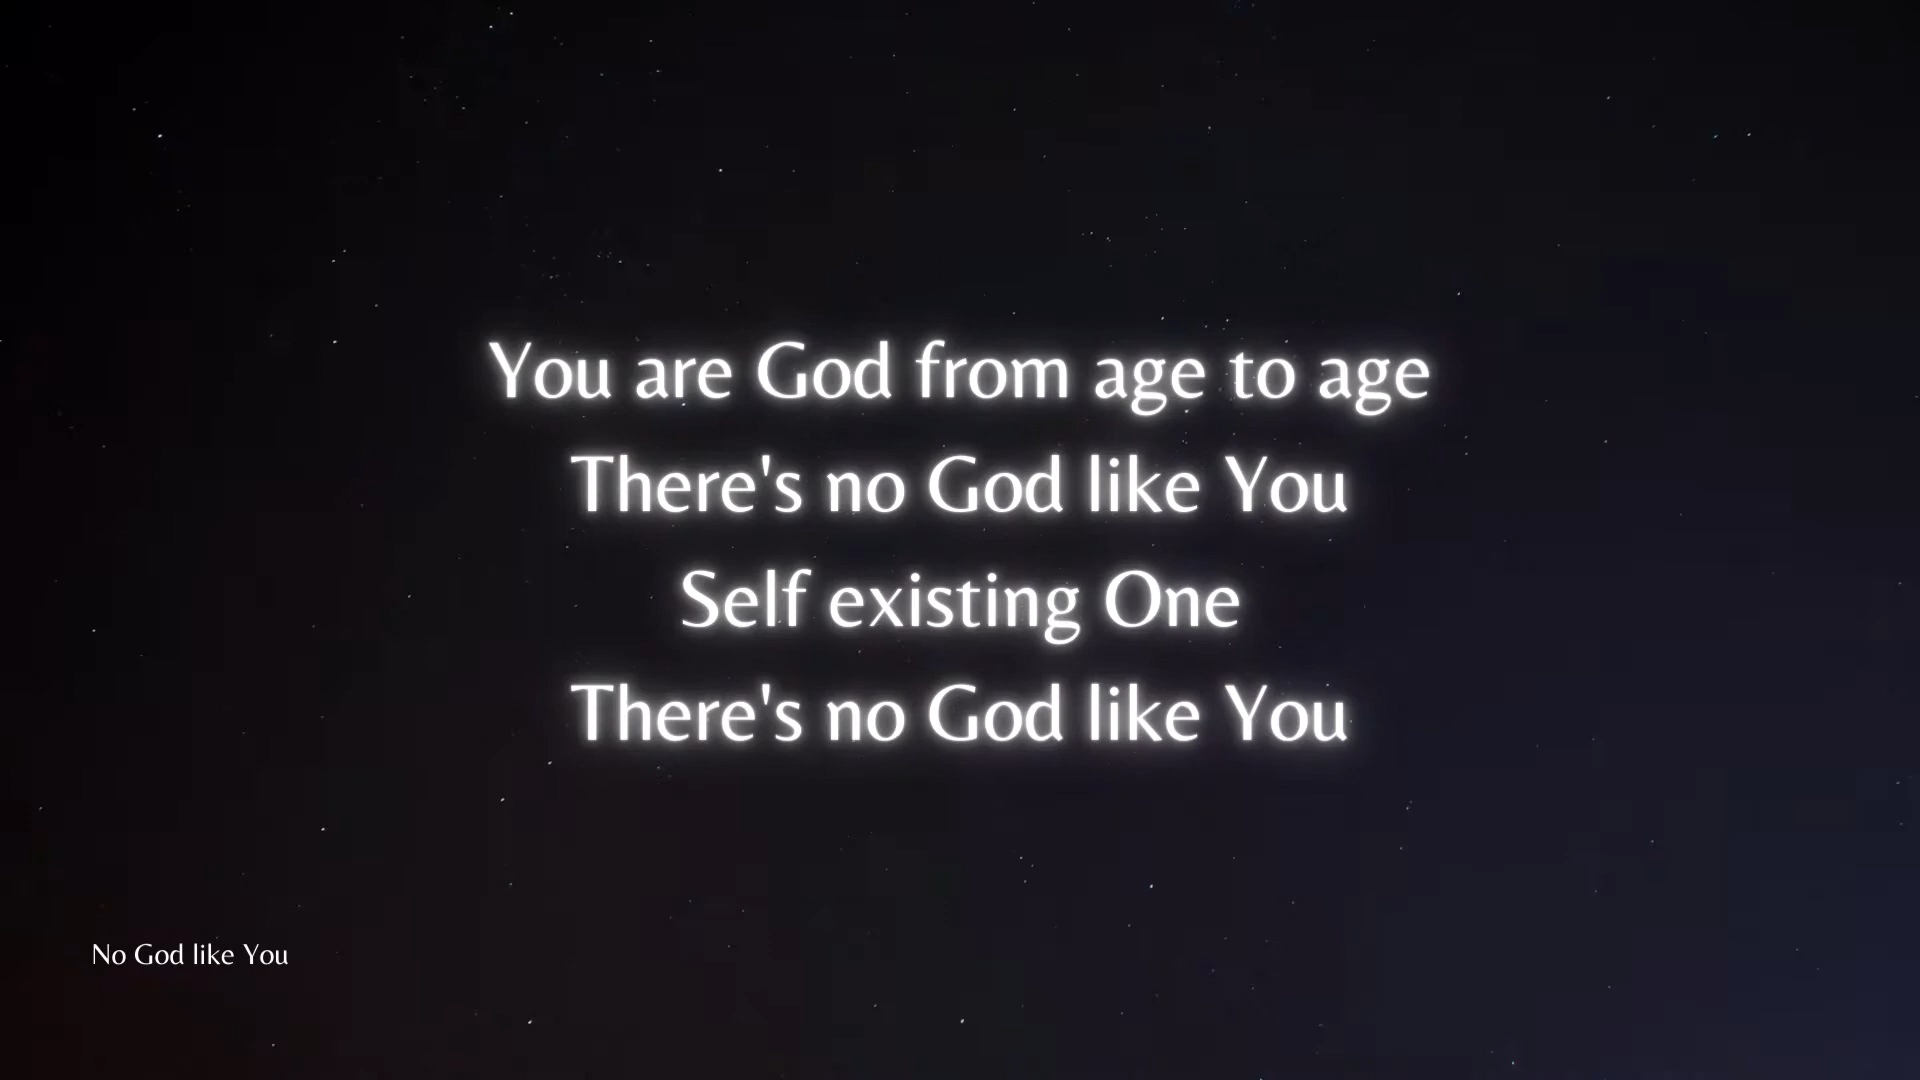 You are God from age to age
There's no God like You
Self existing One
There's no God like You
No God like You